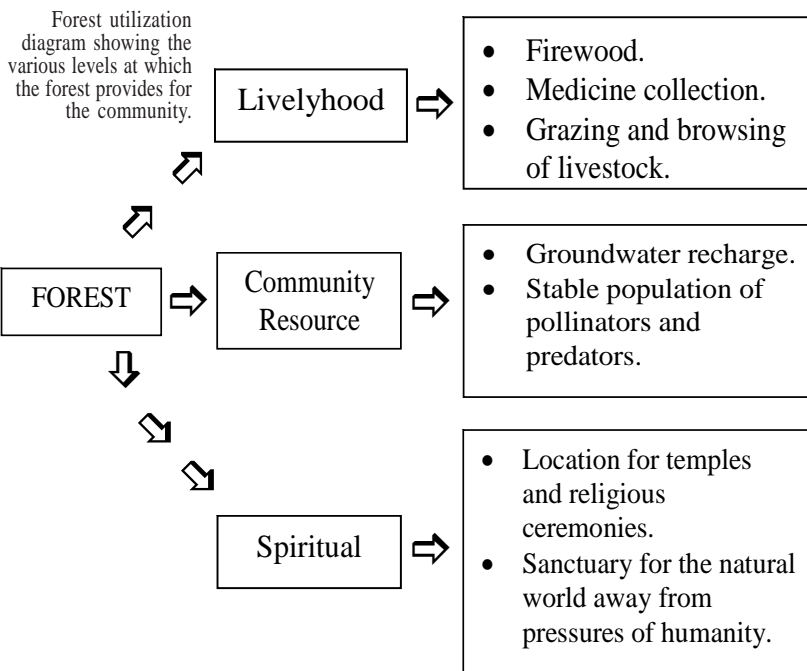 Forest utilization
diagram showing the
various levels at which
the forest provides for
the community.
Livelyhood
• Firewood.
• Medicine collection.
• Grazing and browsing
of livestock.
FOREST
Community
Resource
• Groundwater recharge.
• Stable population of
pollinators and
predators.
Spiritual
• Location for temples
and religious
ceremonies.
• Sanctuary for the natural
world away from
pressures of humanity.